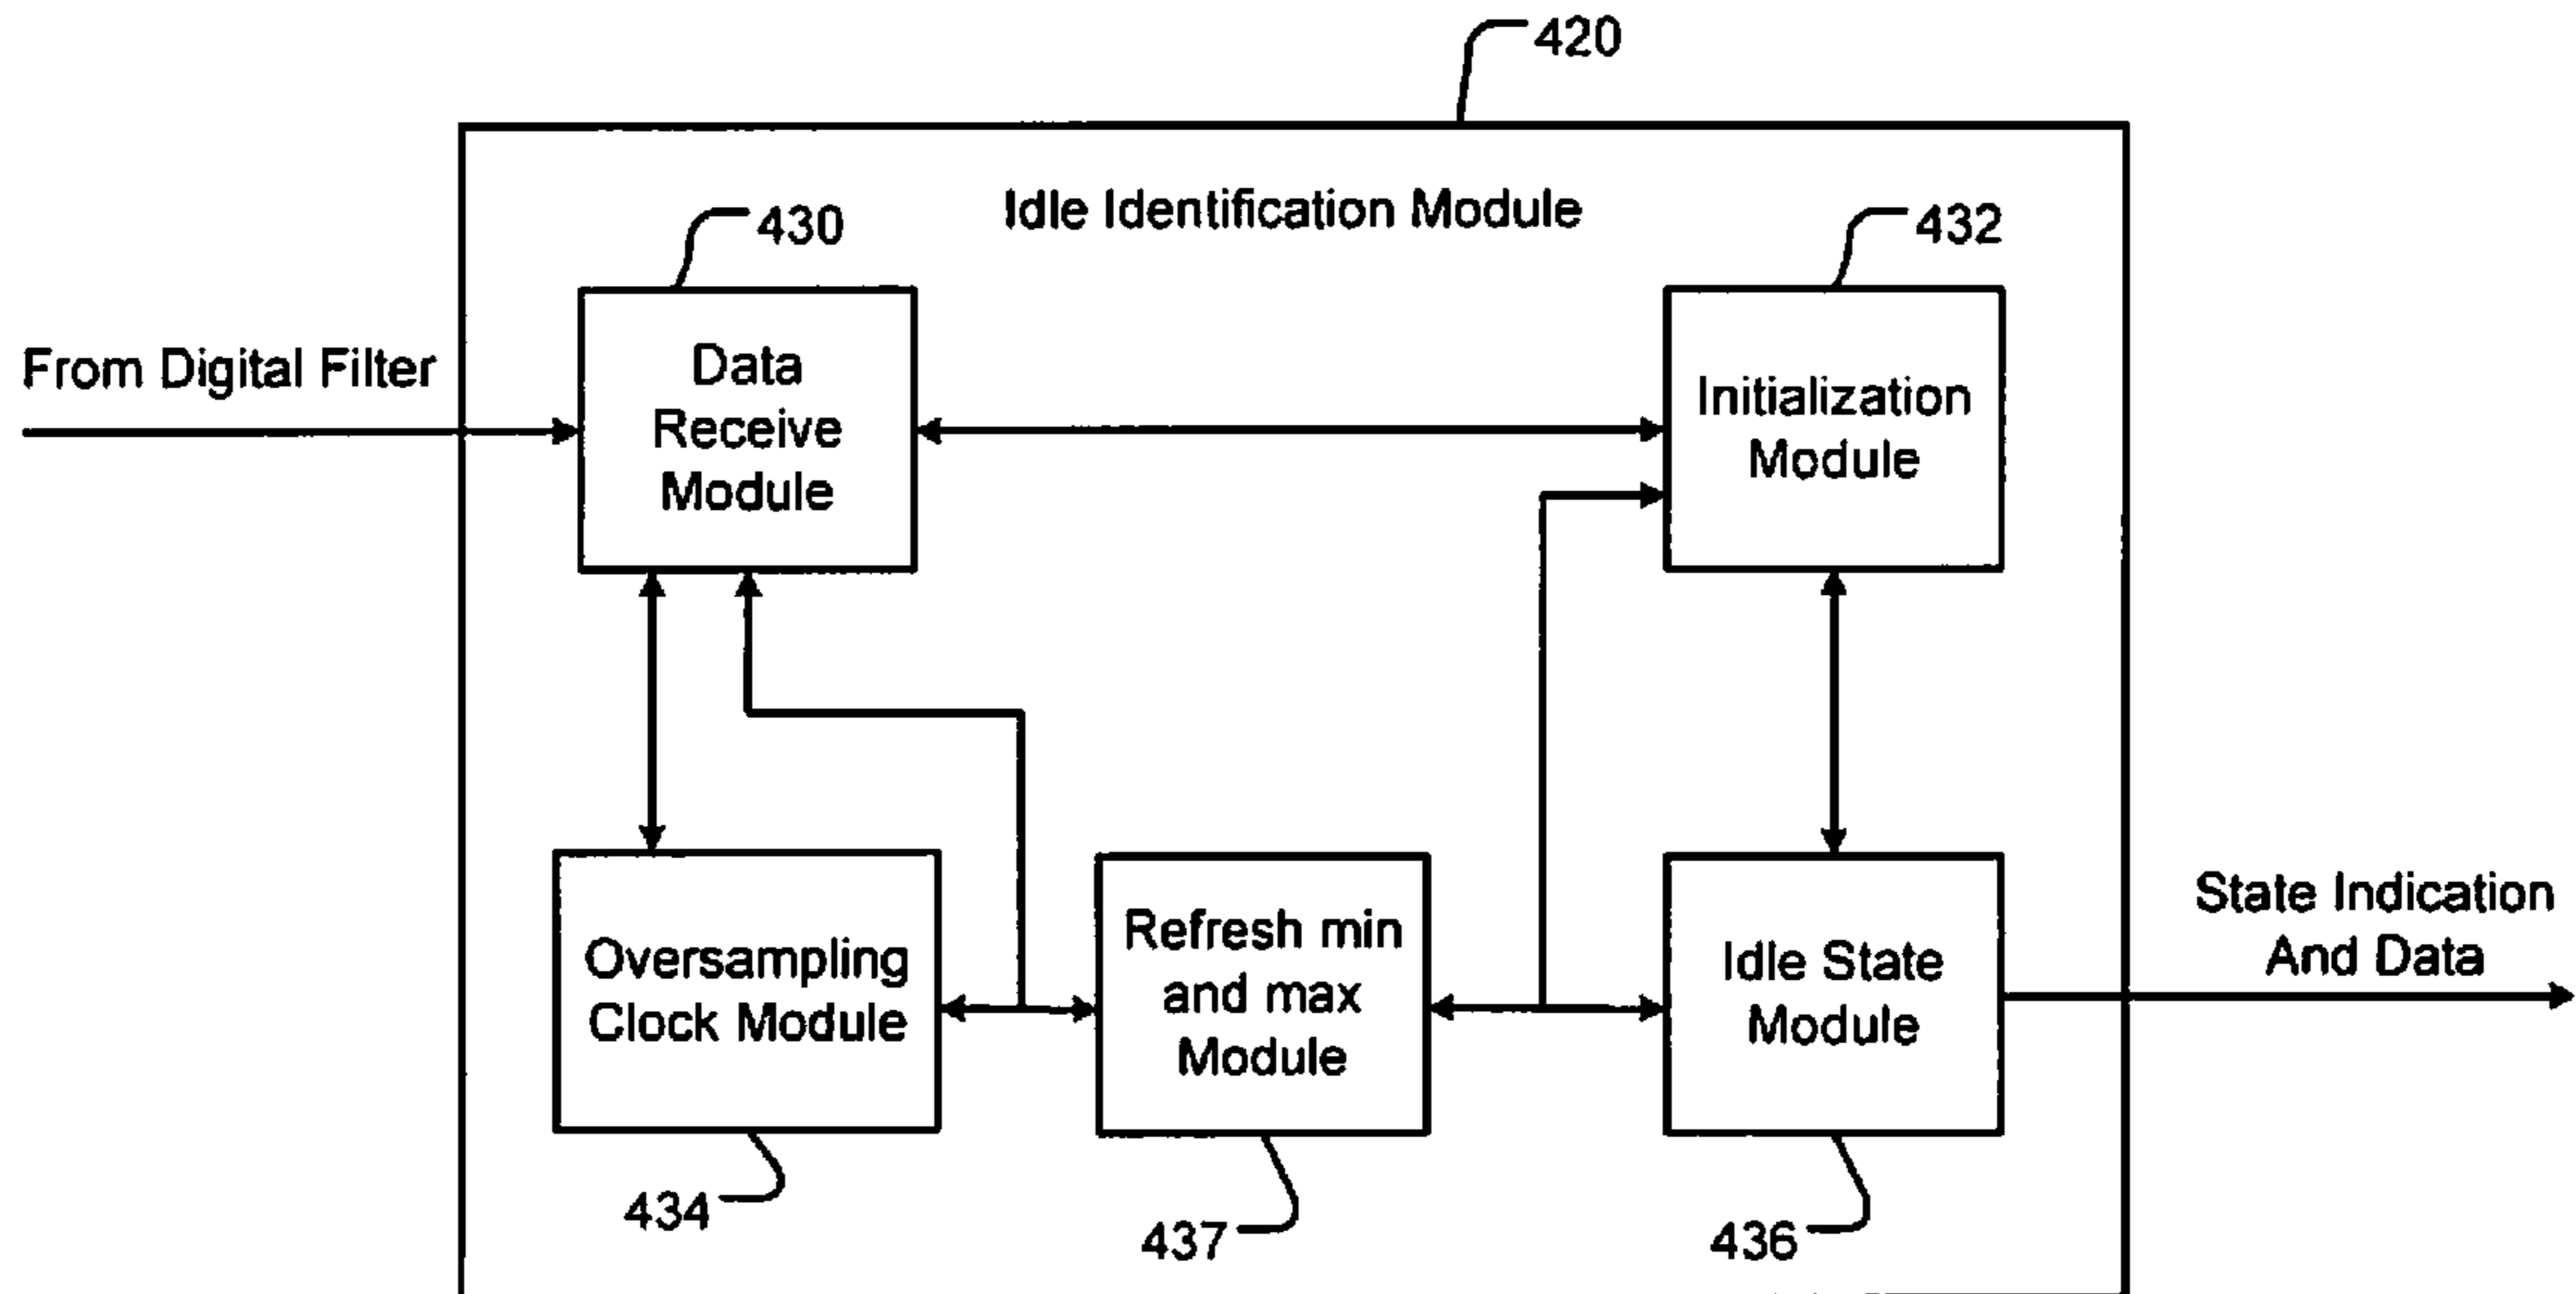 420
Idle Identification Module
430
432
From Digital Filter
Data
Receive
Module
Initialization
Module
Oversampling
Clock Module
Refresh min
and max
Module
Idle State
Module
State Indication
And Data
434
437
436